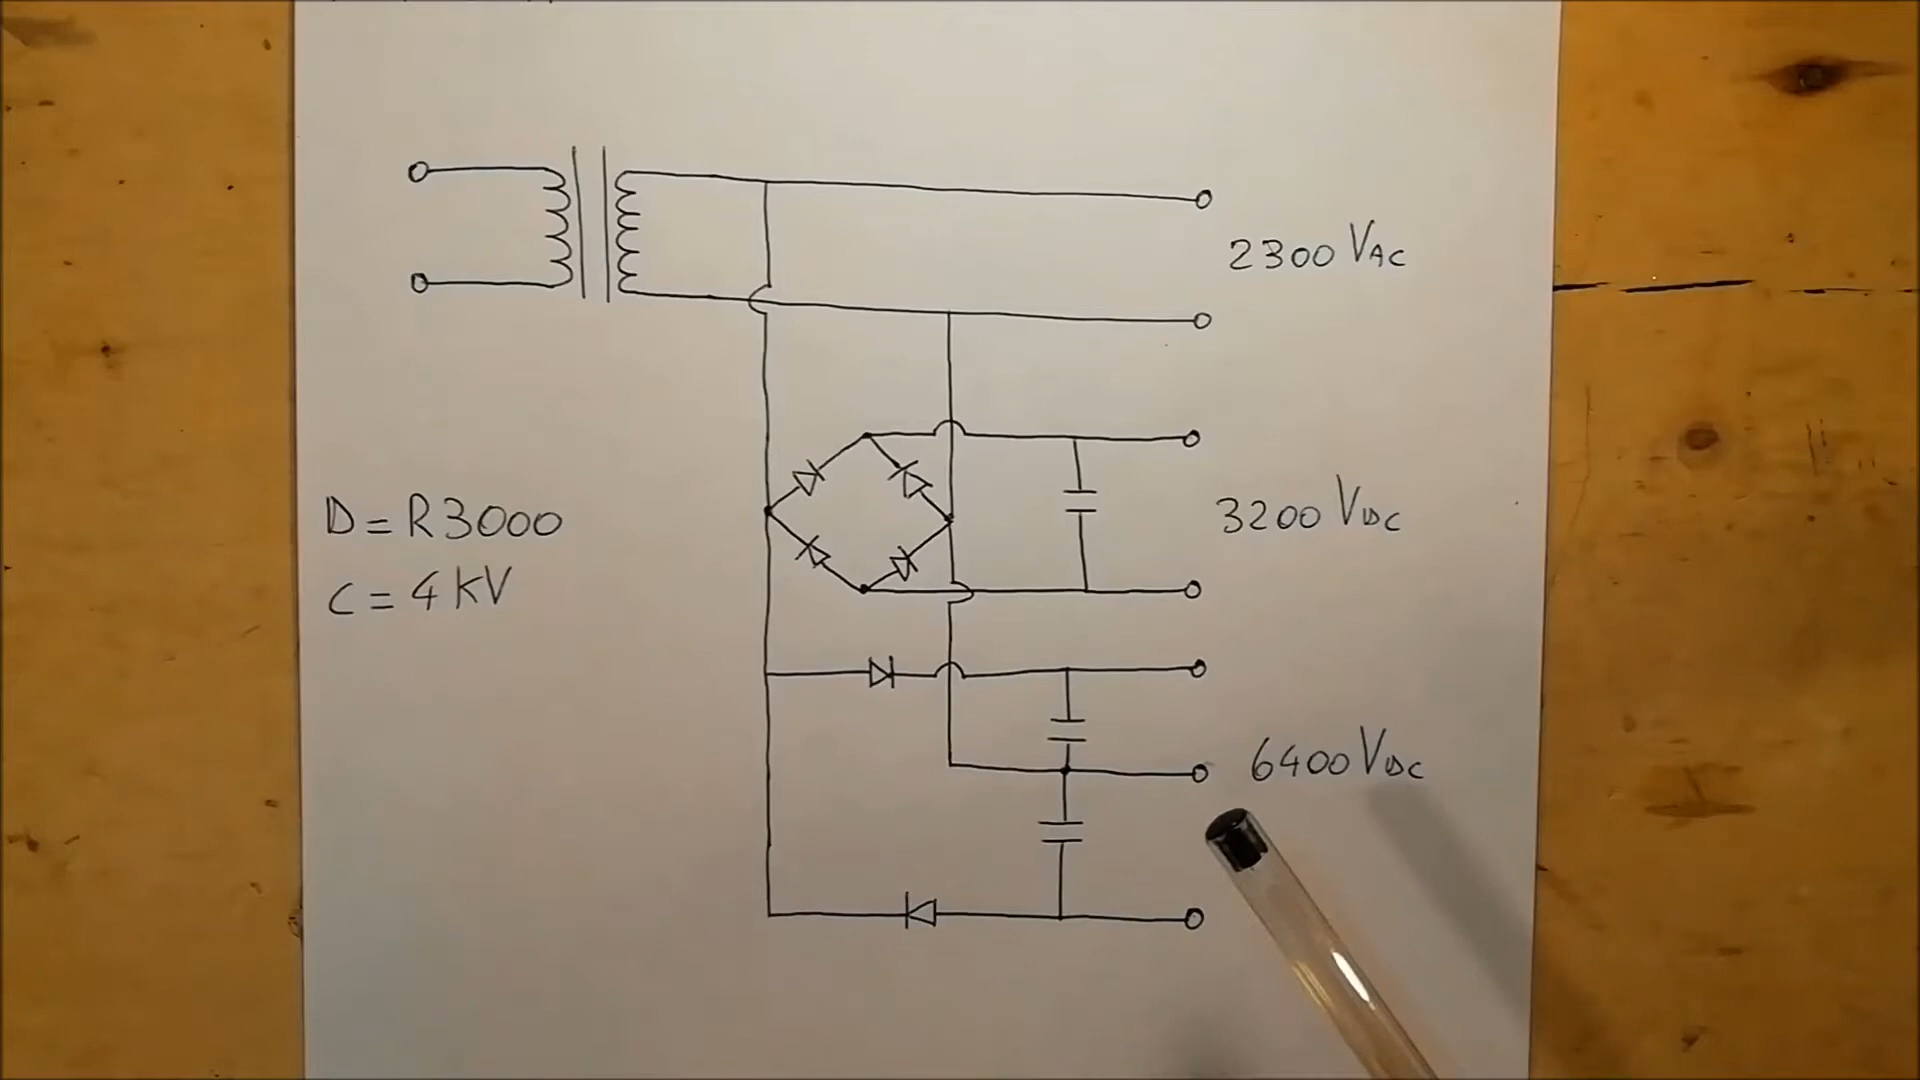 2300 VAC
D = R3000
3200 VDC
C = 4 kV
6400 VDC